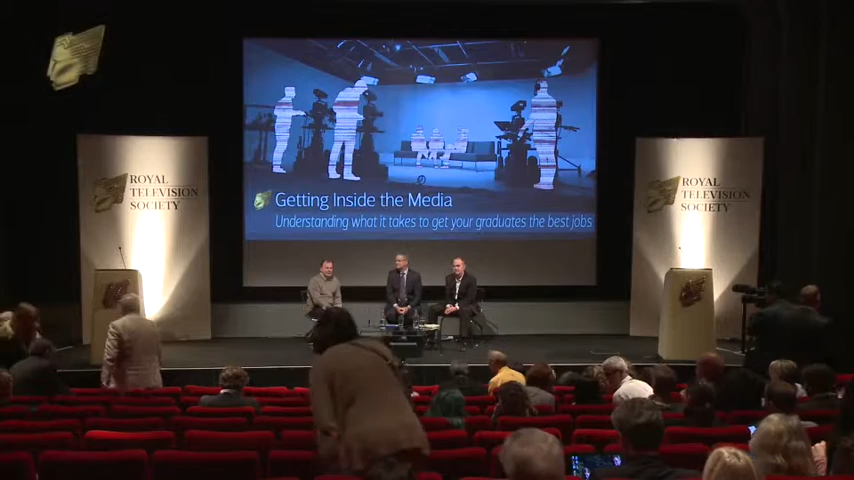 Getting Inside the Media
Understanding what it takes to get your graduates the best jobs
ROYAL
TELEVISION
SOCIETY
ROYAL
TELEVISION
SOCIETY